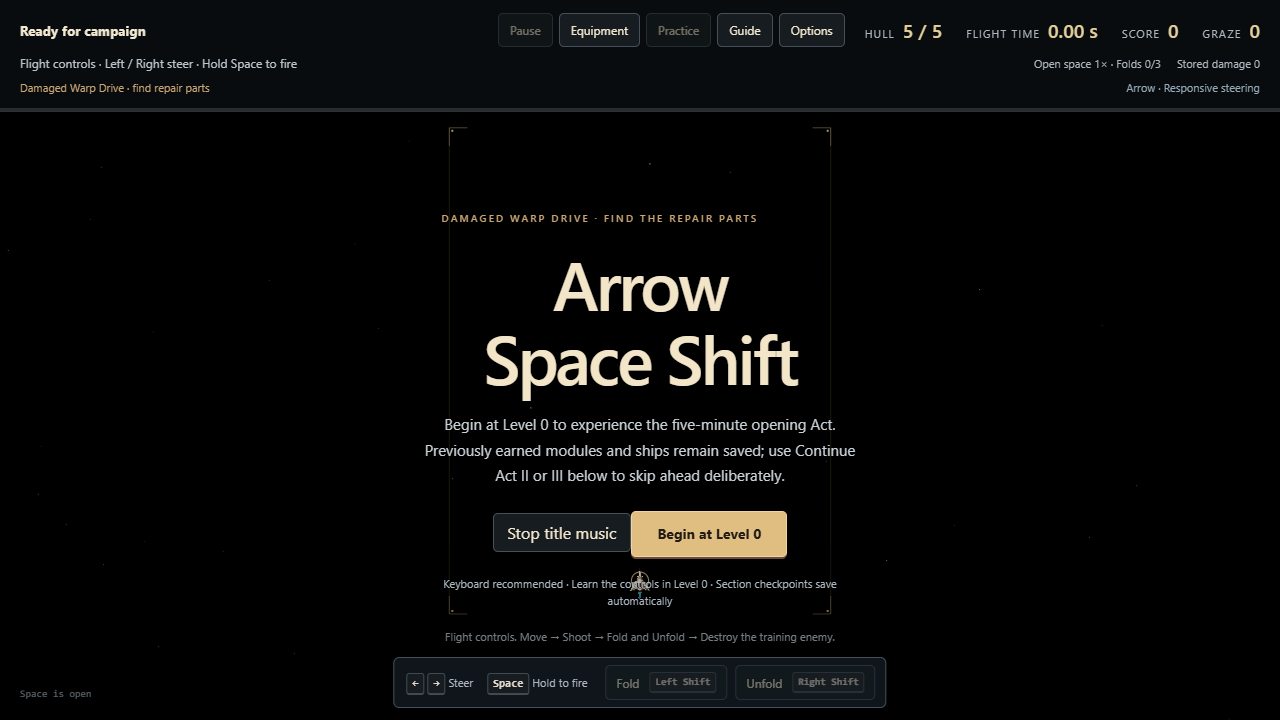 Ready for campaign
Pause
Equipment
Practice
Guide
Options
HULL 5 / 5
FLIGHT TIME 0.00 s
SCORE 0
GRAZE 0
Flight controls · Left / Right steer · Hold Space to fire
Open space 1× · Folds 0/3
Stored damage 0
Damaged Warp Drive · find repair parts
Arrow · Responsive steering
DAMAGED WARP DRIVE · FIND THE REPAIR PARTS
Arrow
Space Shift
Begin at Level 0 to experience the five-minute opening Act.
Previously earned modules and ships remain saved; use Continue
Act II or III below to skip ahead deliberately.
Stop title music
Begin at Level 0
Keyboard recommended · Learn the controls in Level 0 · Section checkpoints save
automatically
Flight controls. Move → Shoot → Fold and Unfold → Destroy the training enemy.
← → Steer
Space Hold to fire
Fold Left Shift
Unfold Right Shift
Space is open